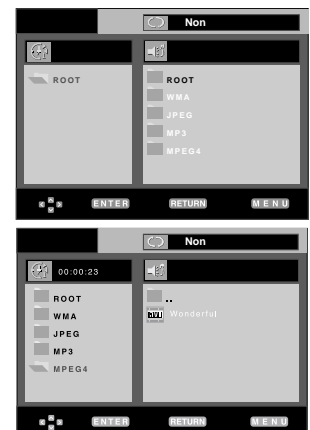 Non
ROOT
ROOT
WMA
JPEG
MP3
MPEG4
ENTER
RETURN
MENU
Non
00:00:23
ROOT
WMA
JPEG
MP3
MPEG4
..
avi Wonderful
ENTER
RETURN
MENU